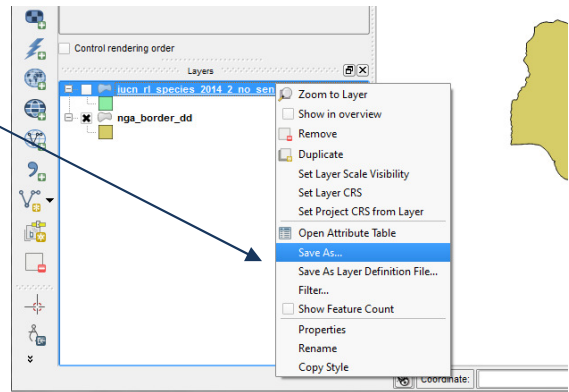 Control rendering order
Layers
iucn_rl_species_2014_2_no_sen
nga_border_dd
Zoom to Layer
Show in overview
Remove
Duplicate
Set Layer Scale Visibility
Set Layer CRS
Set Project CRS from Layer
Open Attribute Table
Save As...
Save As Layer Definition File...
Filter...
Show Feature Count
Properties
Rename
Copy Style
Coordinate: